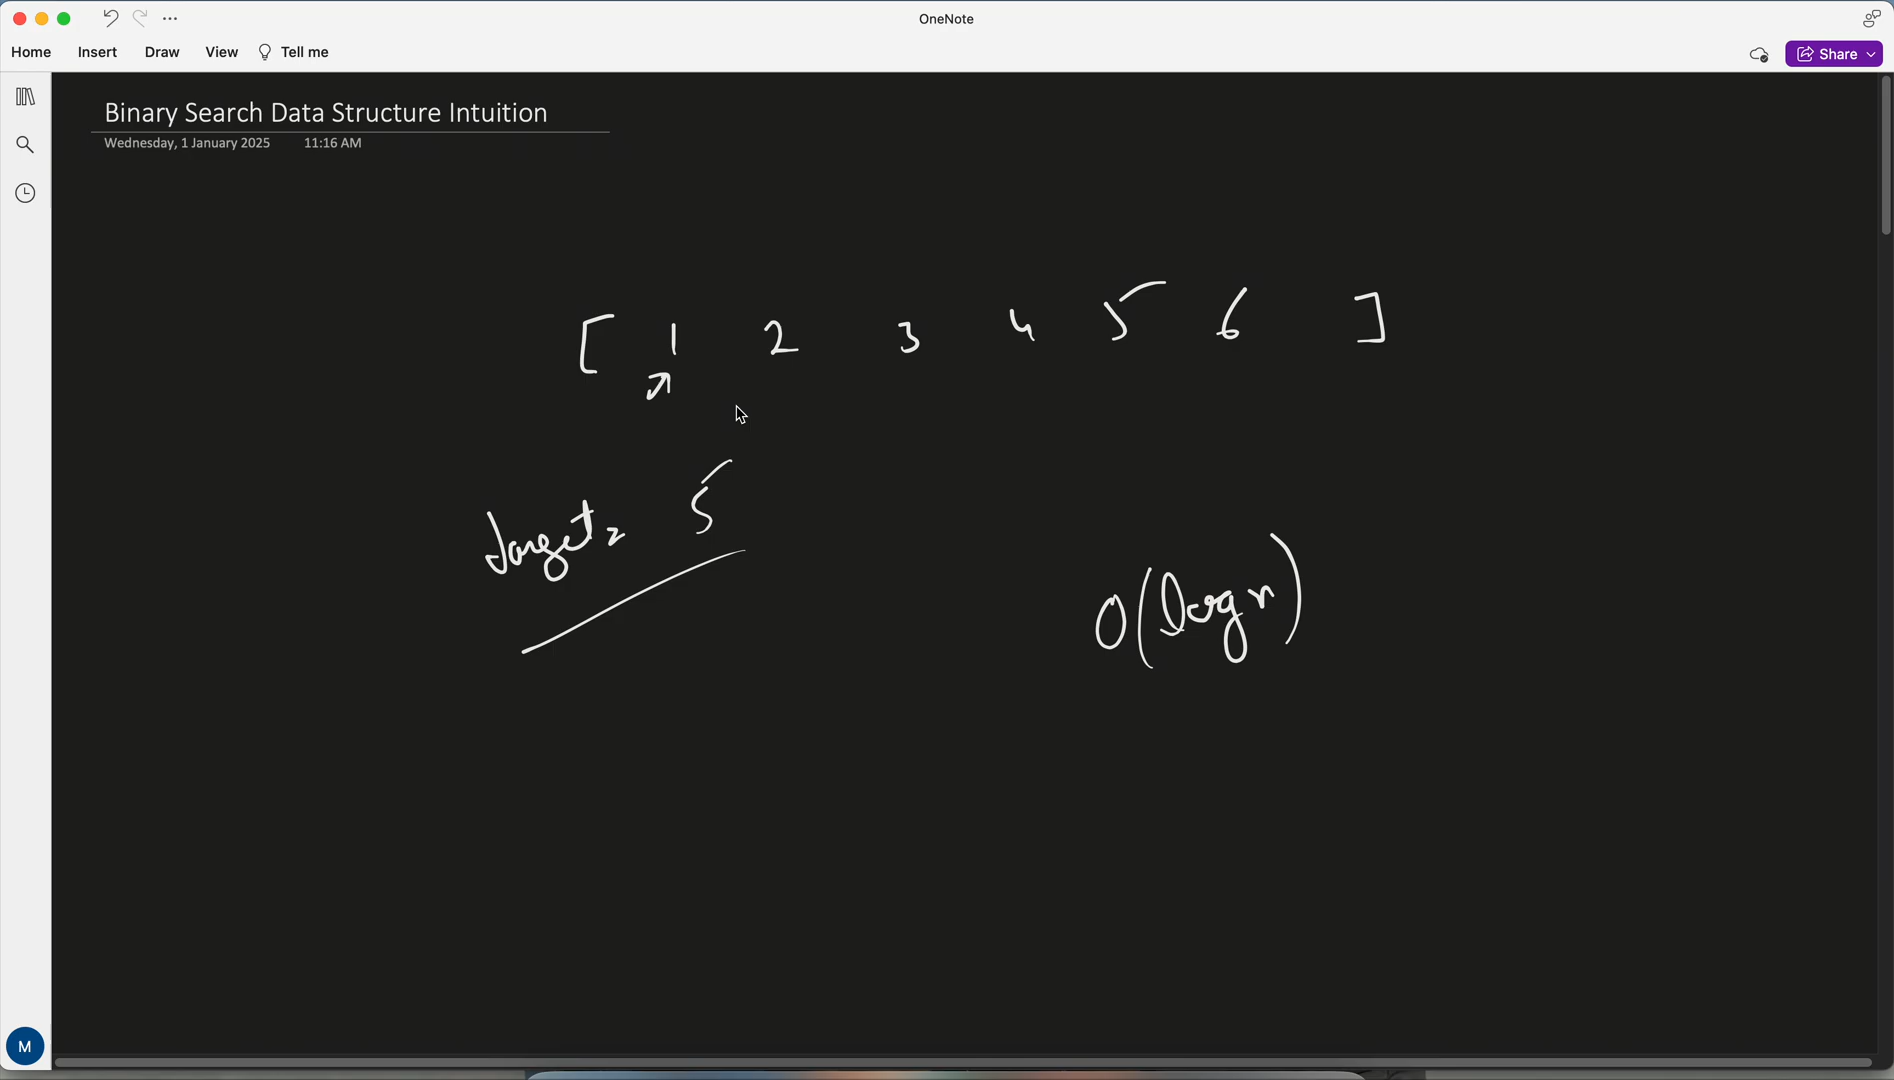 OneNote
Home Insert Draw View Tell me Share
Binary Search Data Structure Intuition
Wednesday, 1 January 2025 11:16 AM
[ 1 2 3 4 5 6 ]
target = 5
O(log n)
M